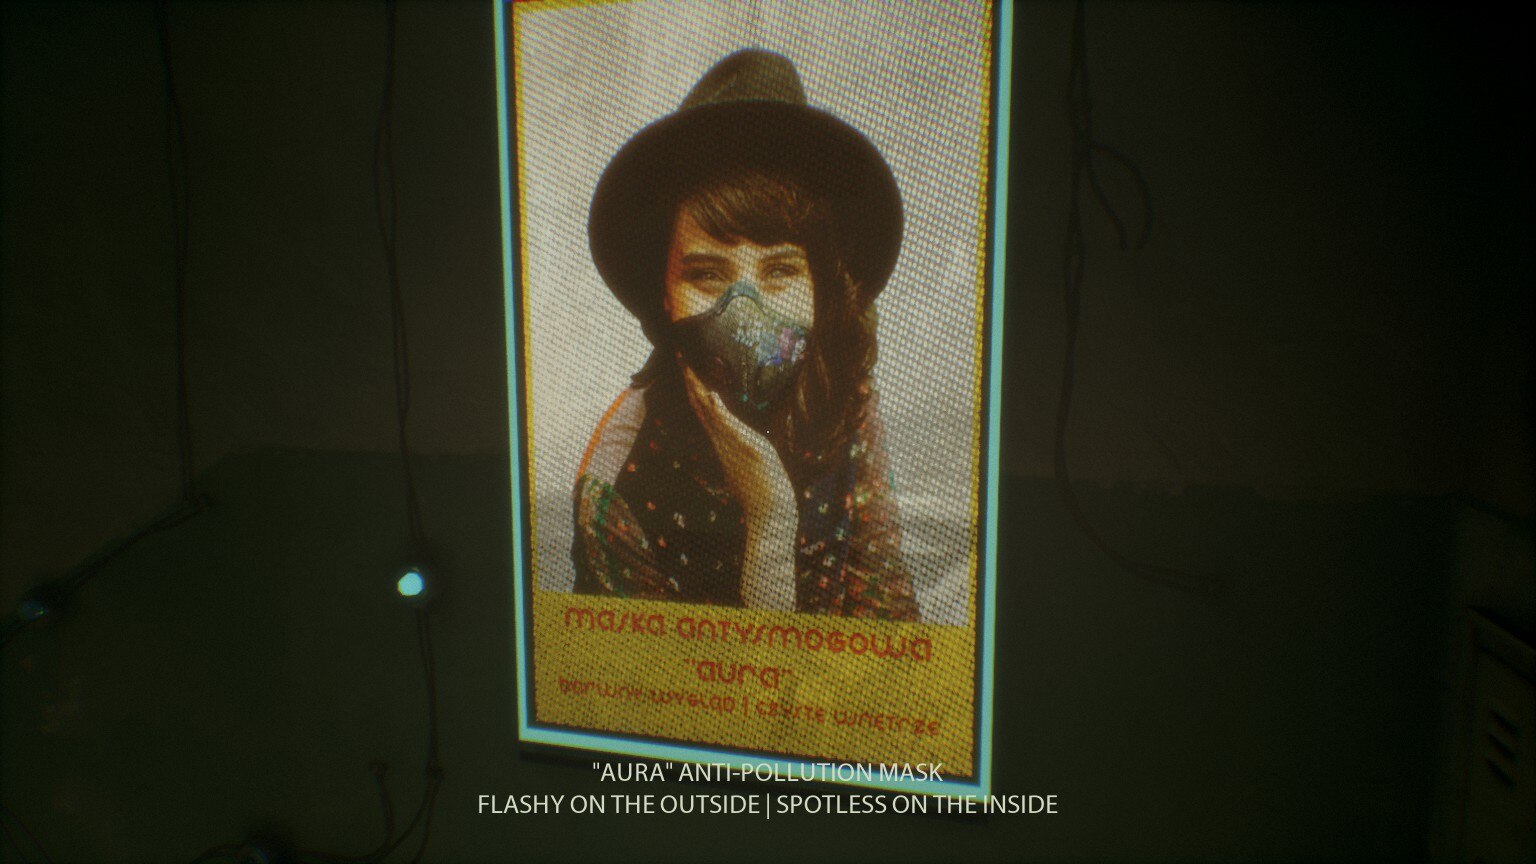 maska antysmogowa
"aura"
barwny wygląd | czyste wnętrze
"AURA" ANTI-POLLUTION MASK
FLASHY ON THE OUTSIDE | SPOTLESS ON THE INSIDE